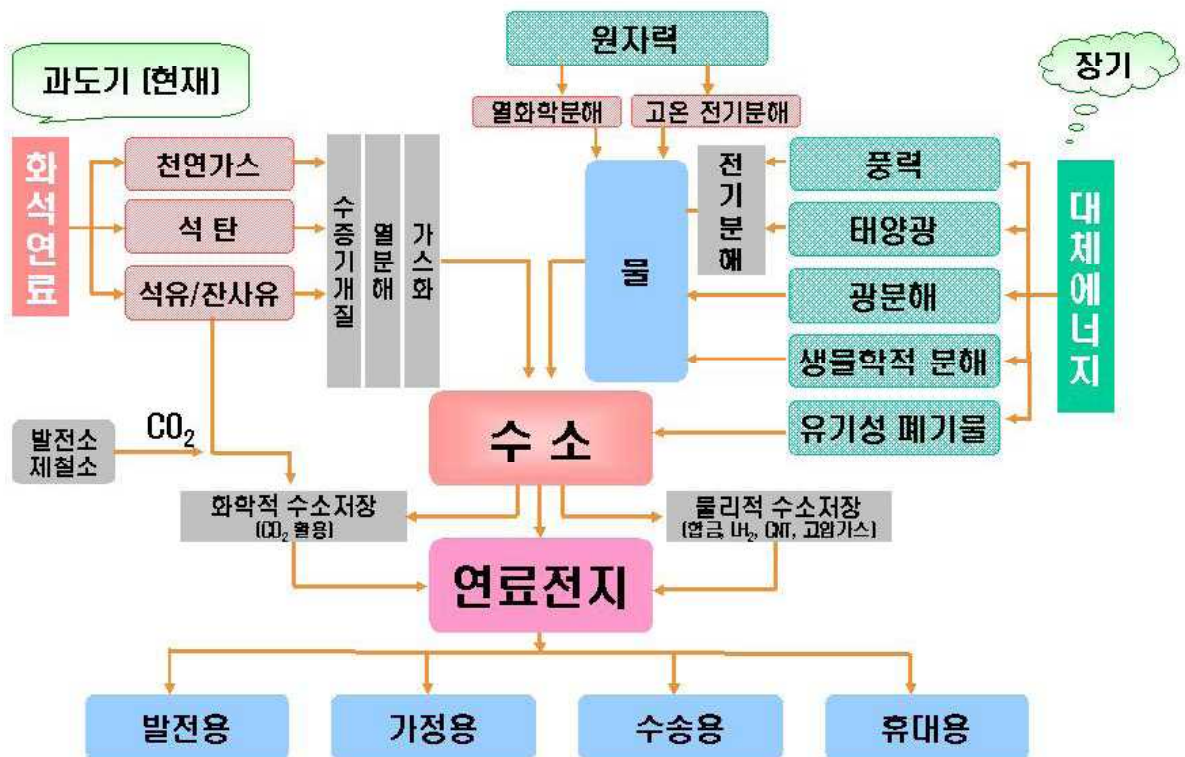 원자력
과도기 (현재)
장기
열화학분해
고온 전기분해
화석연료
천연가스
석 탄
석유/잔사유
수증기개질
열분해
가스화
물
전기분해
풍력
태양광
광분해
생물학적 분해
유기성 폐기물
대체에너지
발전소
제철소
CO₂
수 소
화학적 수소저장
(CO₂ 활용)
물리적 수소저장
(합금, LH₂, CNT, 고압가스)
연료전지
발전용
가정용
수송용
휴대용